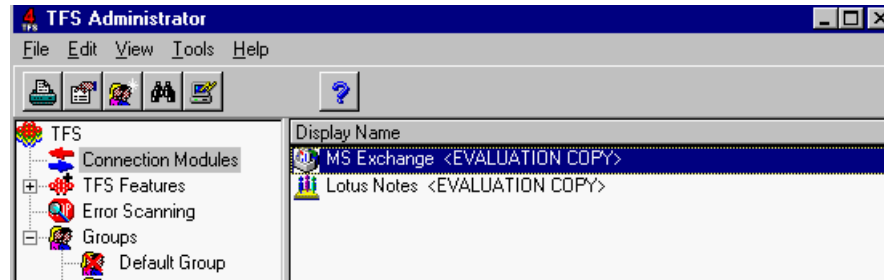 TFS Administrator
File Edit View Tools Help
TFS
Connection Modules
TFS Features
Error Scanning
Groups
Default Group
Display Name
MS Exchange <EVALUATION COPY>
Lotus Notes <EVALUATION COPY>